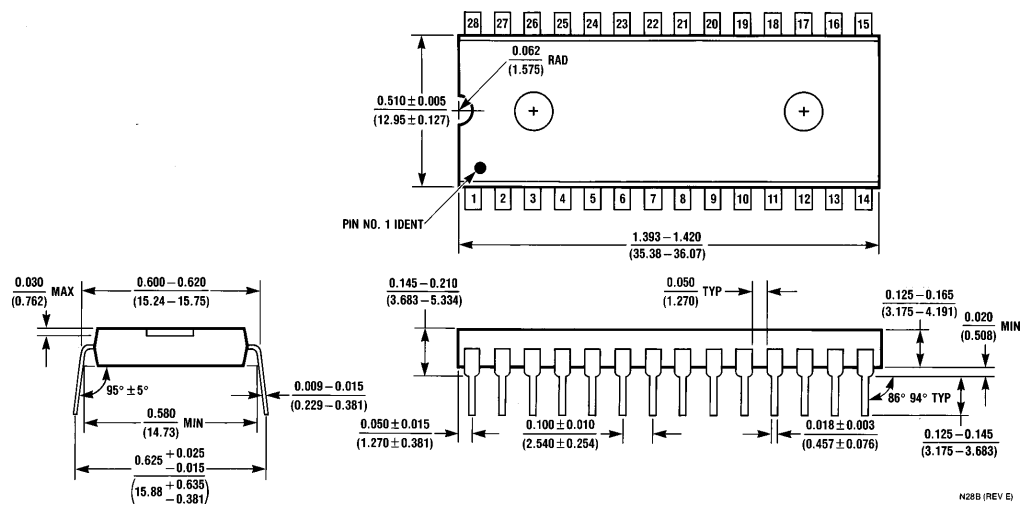 28 27 26 25 24 23 22 21 20 19 18 17 16 15
0.062
(1.575)
RAD
0.510 ± 0.005
(12.95 ± 0.127)
1 2 3 4 5 6 7 8 9 10 11 12 13 14
PIN NO. 1 IDENT
1.393 – 1.420
(35.38 – 36.07)
0.030
(0.762)
MAX
0.600 – 0.620
(15.24 – 15.75)
0.145 – 0.210
(3.683 – 5.334)
0.050
(1.270)
TYP
0.125 – 0.165
(3.175 – 4.191)
0.020
(0.508)
MIN
95° ± 5°
0.009 – 0.015
(0.229 – 0.381)
86° 94° TYP
0.580
(14.73)
MIN
0.050 ± 0.015
(1.270 ± 0.381)
0.100 ± 0.010
(2.540 ± 0.254)
0.018 ± 0.003
(0.457 ± 0.076)
0.125 – 0.145
(3.175 – 3.683)
0.625 + 0.025
– 0.015
(15.88 + 0.635
– 0.381)
N28B (REV E)